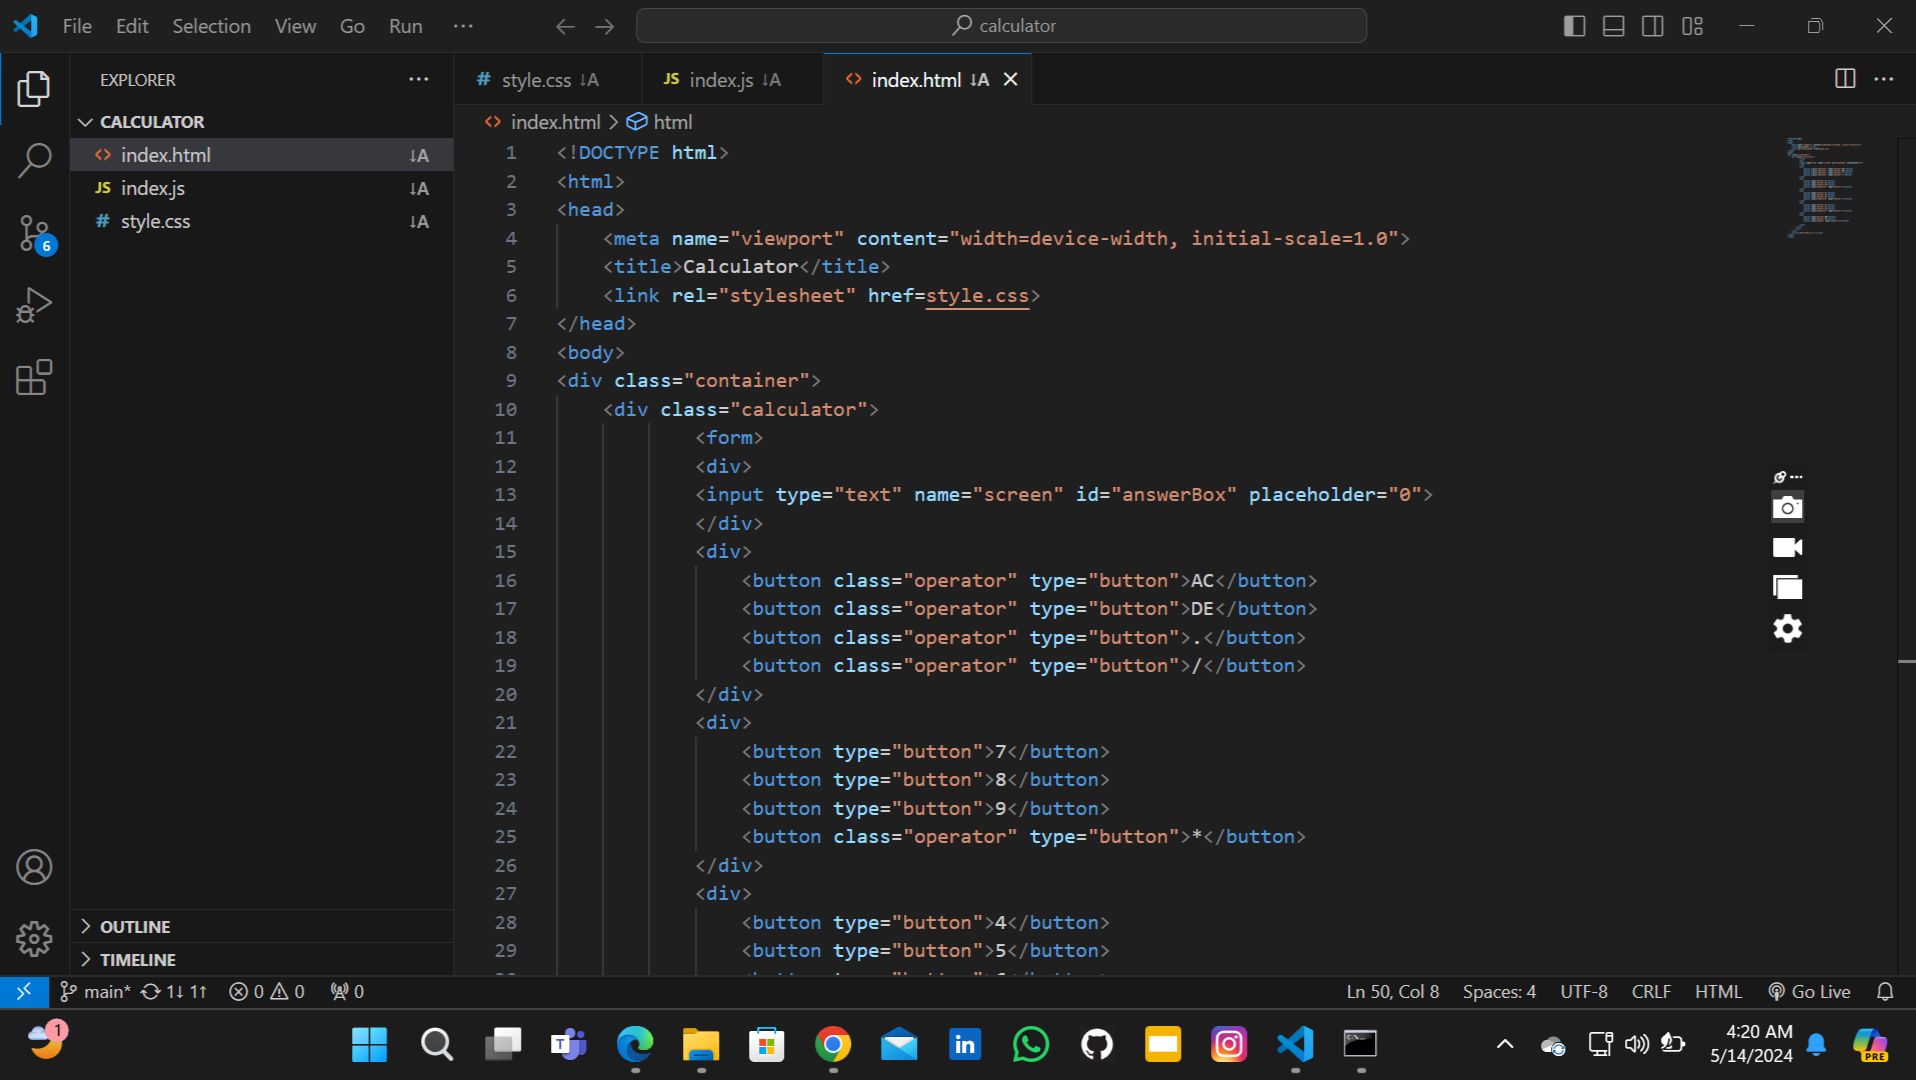 File Edit Selection View Go Run ··· calculator
EXPLORER ···
CALCULATOR
index.html ↓A
JS index.js ↓A
# style.css ↓A
OUTLINE
TIMELINE
# style.css ↓A JS index.js ↓A <> index.html ↓A ×
<> index.html > html
1 <!DOCTYPE html>
2 <html>
3 <head>
4 <meta name="viewport" content="width=device-width, initial-scale=1.0">
5 <title>Calculator</title>
6 <link rel="stylesheet" href=style.css>
7 </head>
8 <body>
9 <div class="container">
10 <div class="calculator">
11 <form>
12 <div>
13 <input type="text" name="screen" id="answerBox" placeholder="0">
14 </div>
15 <div>
16 <button class="operator" type="button">AC</button>
17 <button class="operator" type="button">DE</button>
18 <button class="operator" type="button">.</button>
19 <button class="operator" type="button">/</button>
20 </div>
21 <div>
22 <button type="button">7</button>
23 <button type="button">8</button>
24 <button type="button">9</button>
25 <button class="operator" type="button">*</button>
26 </div>
27 <div>
28 <button type="button">4</button>
29 <button type="button">5</button>
6
main* 1↓ 1↑ 0 0 0 Ln 50, Col 8 Spaces: 4 UTF-8 CRLF HTML Go Live
1 T in PRE
4:20 AM
5/14/2024